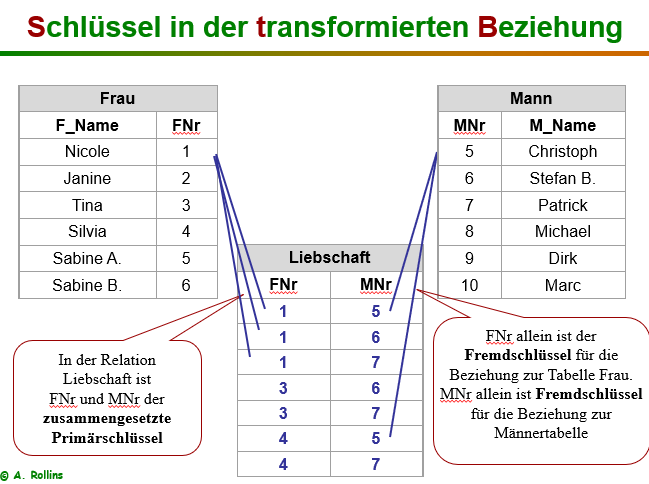 Schlüssel in der transformierten Beziehung
Frau
F_Name FNr
Nicole 1
Janine 2
Tina 3
Silvia 4
Sabine A. 5
Sabine B. 6
Mann
MNr M_Name
5 Christoph
6 Stefan B.
7 Patrick
8 Michael
9 Dirk
10 Marc
Liebschaft
FNr MNr
1 5
1 6
1 7
3 6
3 7
4 5
4 7
In der Relation
Liebschaft ist
FNr und MNr der
zusammengesetzte
Primärschlüssel
FNr allein ist der
Fremdschlüssel für die
Beziehung zur Tabelle Frau.
MNr allein ist Fremdschlüssel
für die Beziehung zur
Männertabelle
© A. Rollins